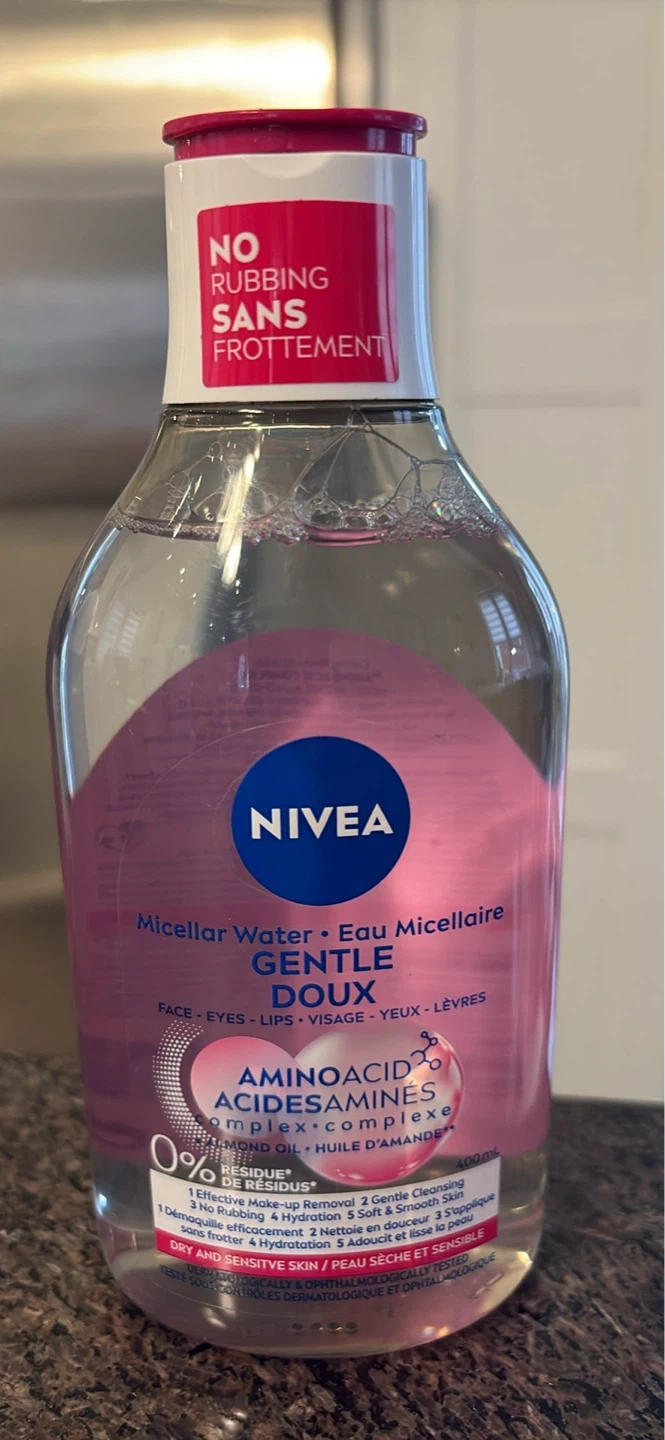 NO
RUBBING
SANS
FROTTEMENT
NIVEA
Micellar Water • Eau Micellaire
GENTLE
DOUX
FACE - EYES - LIPS • VISAGE - YEUX - LÈVRES
AMINOACID
ACIDESAMINÉS
complex•complexe
ALMOND OIL • HUILE D'AMANDE**
400 mL
0% RESIDUE*
DE RÉSIDUS*
1 Effective Make-up Removal 2 Gentle Cleansing
3 No Rubbing 4 Hydration 5 Soft & Smooth Skin
1 Démaquille efficacement 2 Nettoie en douceur 3 S'applique
sans frotter 4 Hydratation 5 Adoucit et lisse la peau
DRY AND SENSITVE SKIN / PEAU SÈCHE ET SENSIBLE
DERMATOLOGICALLY & OPHTHALMOLOGICALLY TESTED
TESTÉ SOUS CONTRÔLES DERMATOLOGIQUE ET OPHTALMOLOGIQUE